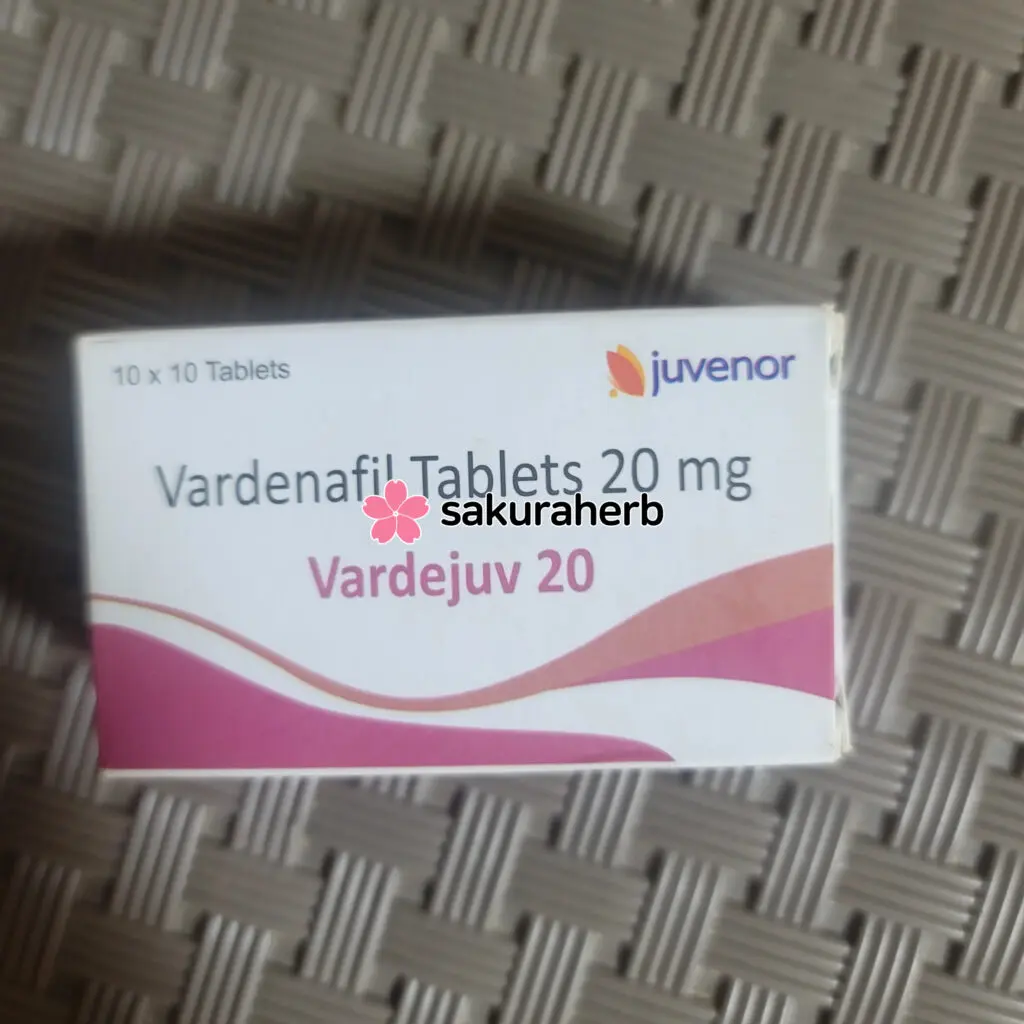 10 x 10 Tablets
juvenor
Vardenafil Tablets 20 mg
sakuraherb
Vardejuv 20